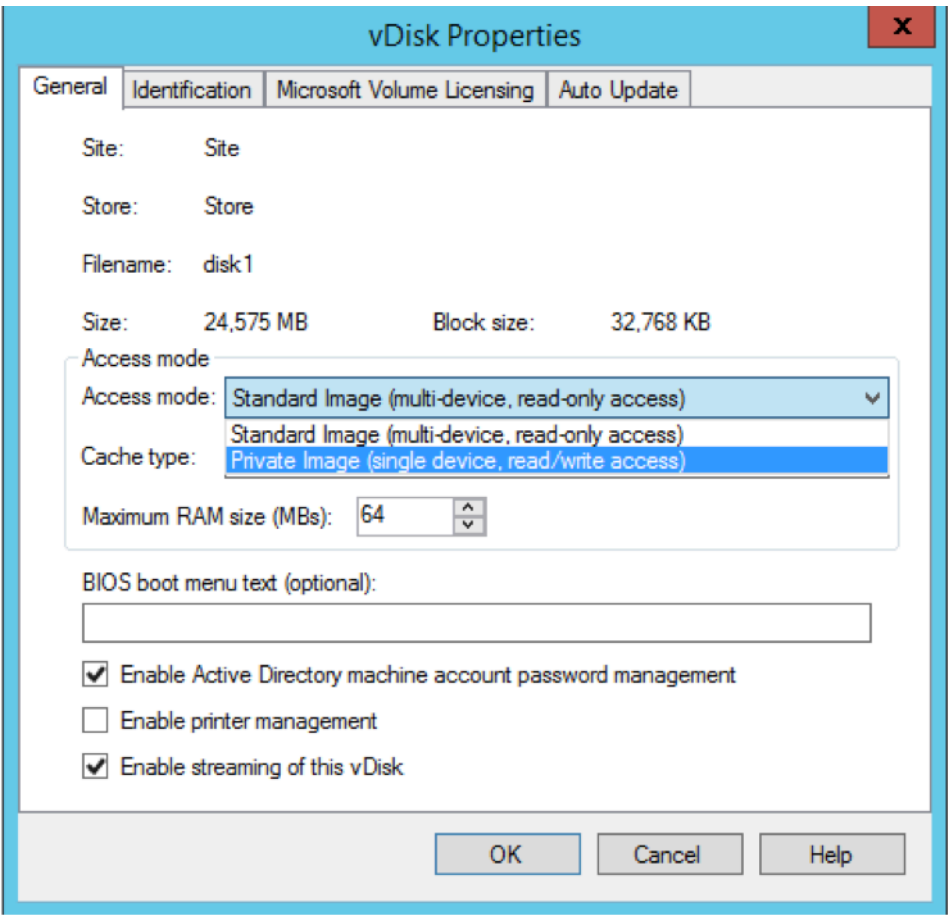 vDisk Properties
x
General Identification Microsoft Volume Licensing Auto Update
Site: Site
Store: Store
Filename: disk1
Size: 24,575 MB Block size: 32,768 KB
Access mode
Access mode: Standard Image (multi-device, read-only access)
Standard Image (multi-device, read-only access)
Cache type: Private Image (single device, read/write access)
Maximum RAM size (MBs): 64
BIOS boot menu text (optional):
Enable Active Directory machine account password management
Enable printer management
Enable streaming of this vDisk
OK Cancel Help